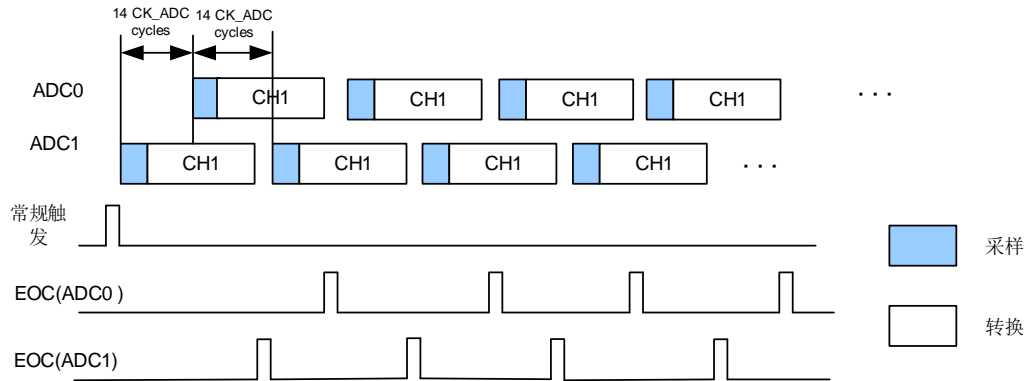 14 CK_ADC
cycles
14 CK_ADC
cycles
ADC0
CH1
CH1
CH1
CH1
. . .
ADC1
CH1
CH1
CH1
CH1
. . .
常规触
发
采样
EOC(ADC0 )
转换
EOC(ADC1)